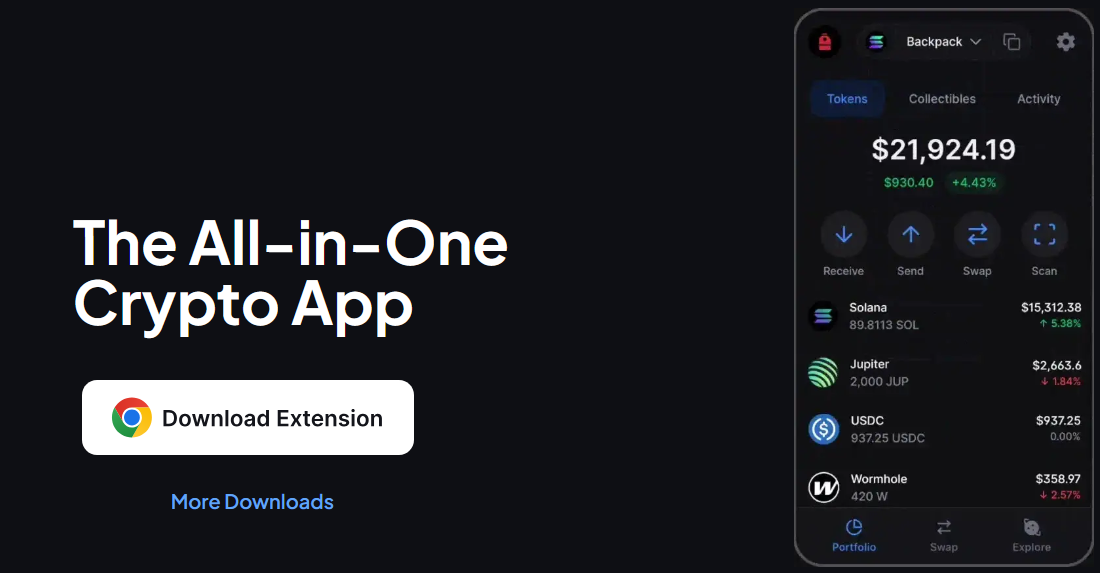 The All-in-One
Crypto App
Download Extension
More Downloads
Backpack
Tokens Collectibles Activity
$21,924.19
$930.40 +4.43%
Receive Send Swap Scan
Solana $15,312.38
89.8113 SOL ↑ 5.38%
Jupiter $2,663.6
2,000 JUP ↓ 1.84%
USDC $937.25
937.25 USDC 0.00%
Wormhole $358.97
420 W ↓ 2.57%
Portfolio Swap Explore